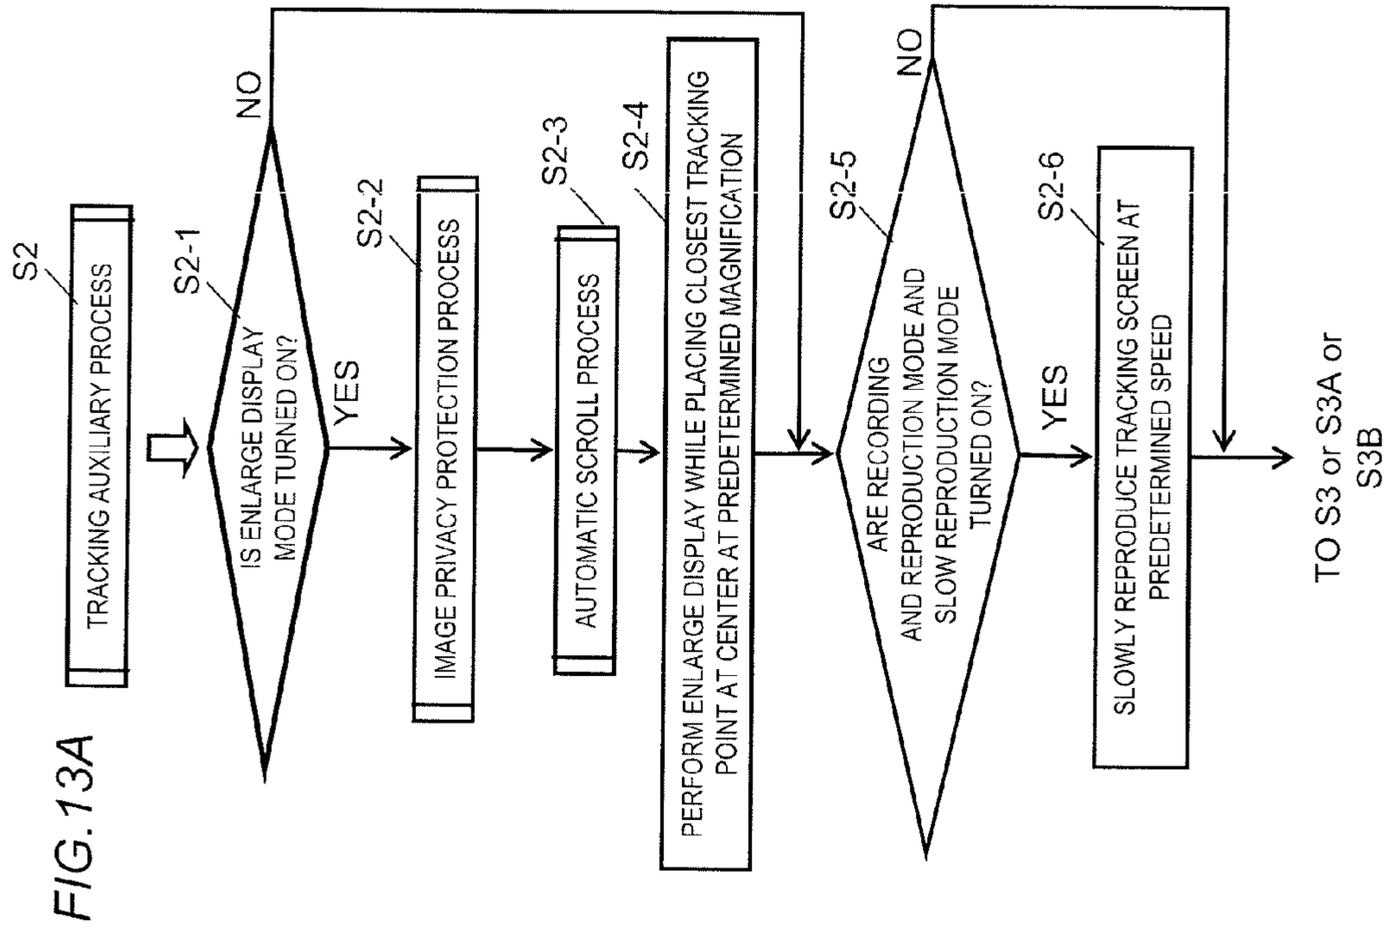 FIG.13A
S2
TRACKING AUXILIARY PROCESS
S2-1
IS ENLARGE DISPLAY
MODE TURNED ON?
NO
YES
S2-2
IMAGE PRIVACY PROTECTION PROCESS
S2-3
AUTOMATIC SCROLL PROCESS
S2-4
PERFORM ENLARGE DISPLAY WHILE PLACING CLOSEST TRACKING
POINT AT CENTER AT PREDETERMINED MAGNIFICATION
S2-5
ARE RECORDING
AND REPRODUCTION MODE AND
SLOW REPRODUCTION MODE
TURNED ON?
NO
YES
S2-6
SLOWLY REPRODUCE TRACKING SCREEN AT
PREDETERMINED SPEED
TO S3 or S3A or
S3B